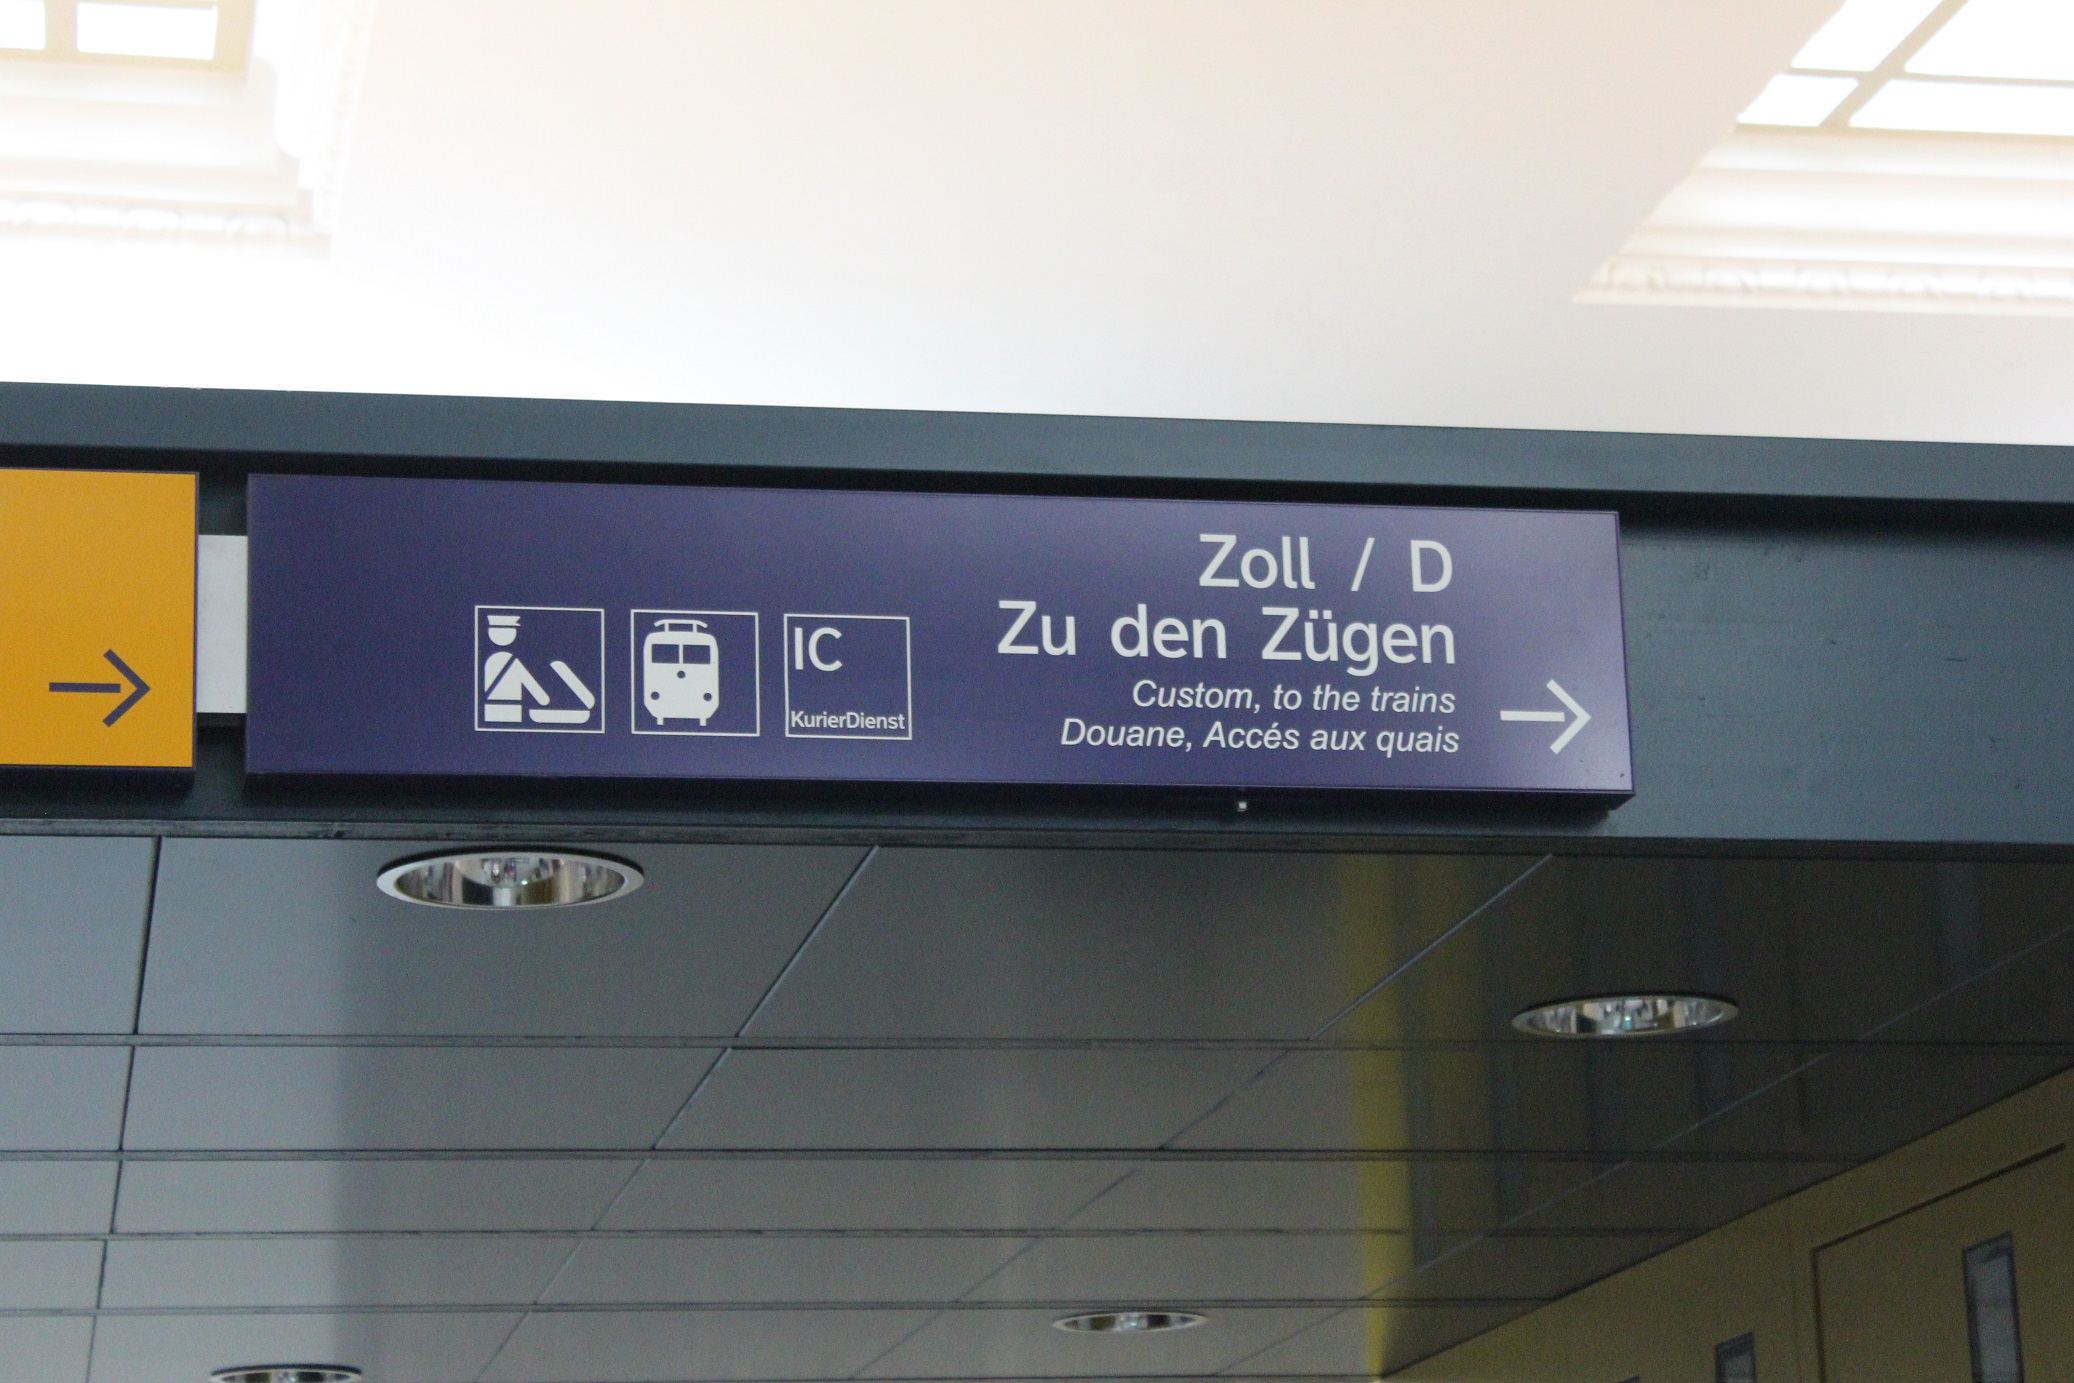 Zoll / D
Zu den Zügen
Custom, to the trains
Douane, Accés aux quais
IC
KurierDienst